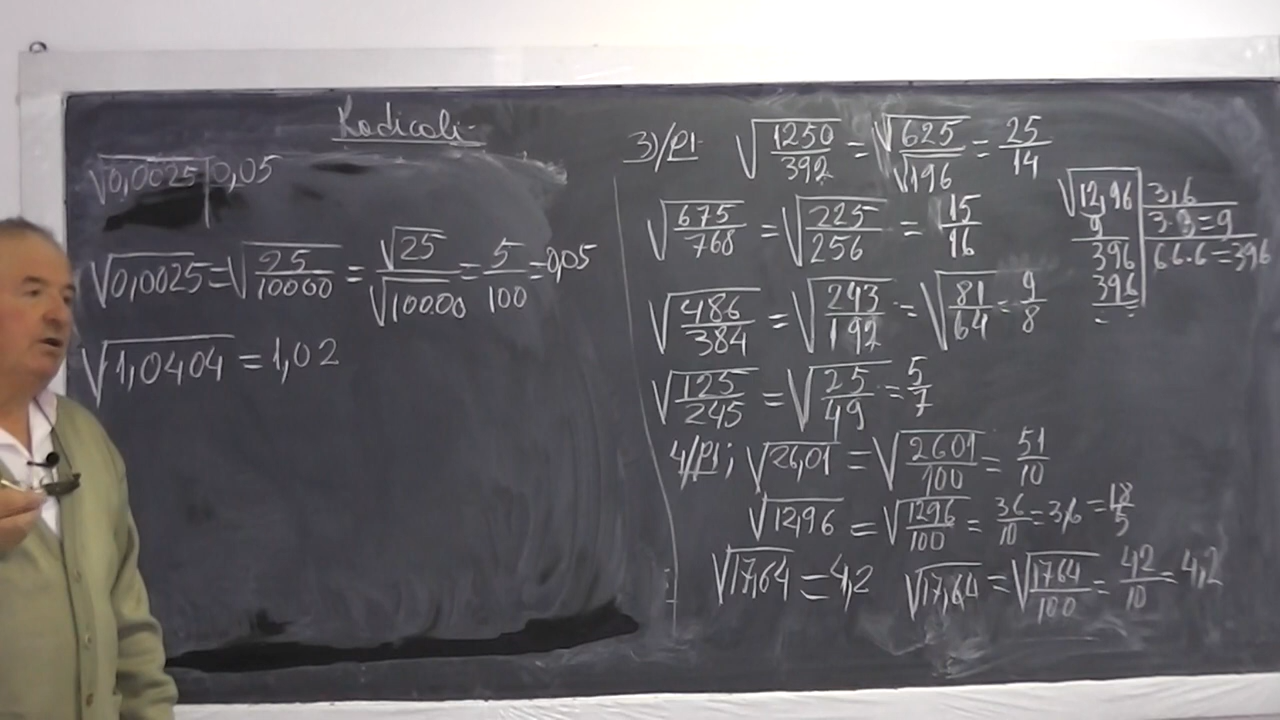 Radicali
√0,0025 | 0,05
√0,0025 = √25/10000 = √25/√10000 = 5/100 = 0,05
√1,0404 = 1,02
3)/p1 √1250/392 = √625/√196 = 25/14
√675/768 = √225/256 = 15/16
√486/384 = √243/192 = √81/64 = 9/8
√125/245 = √25/49 = 5/7
4/p1; √26,01 = √2601/100 = 51/10
√12,96 = √1296/100 = 36/10 = 3,6 = 18/5
√17,64 = 4,2 √17,64 = √1764/100 = 42/10 = 4,2
√12,96 | 3,6
9 | 3·3=9
396 | 66·6=396
396